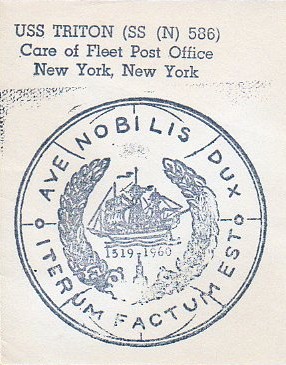 USS TRITON (SS (N) 586)
Care of Fleet Post Office
New York, New York
AVE NOBILIS DUX
1519-1960
ITERUM FACTUM EST